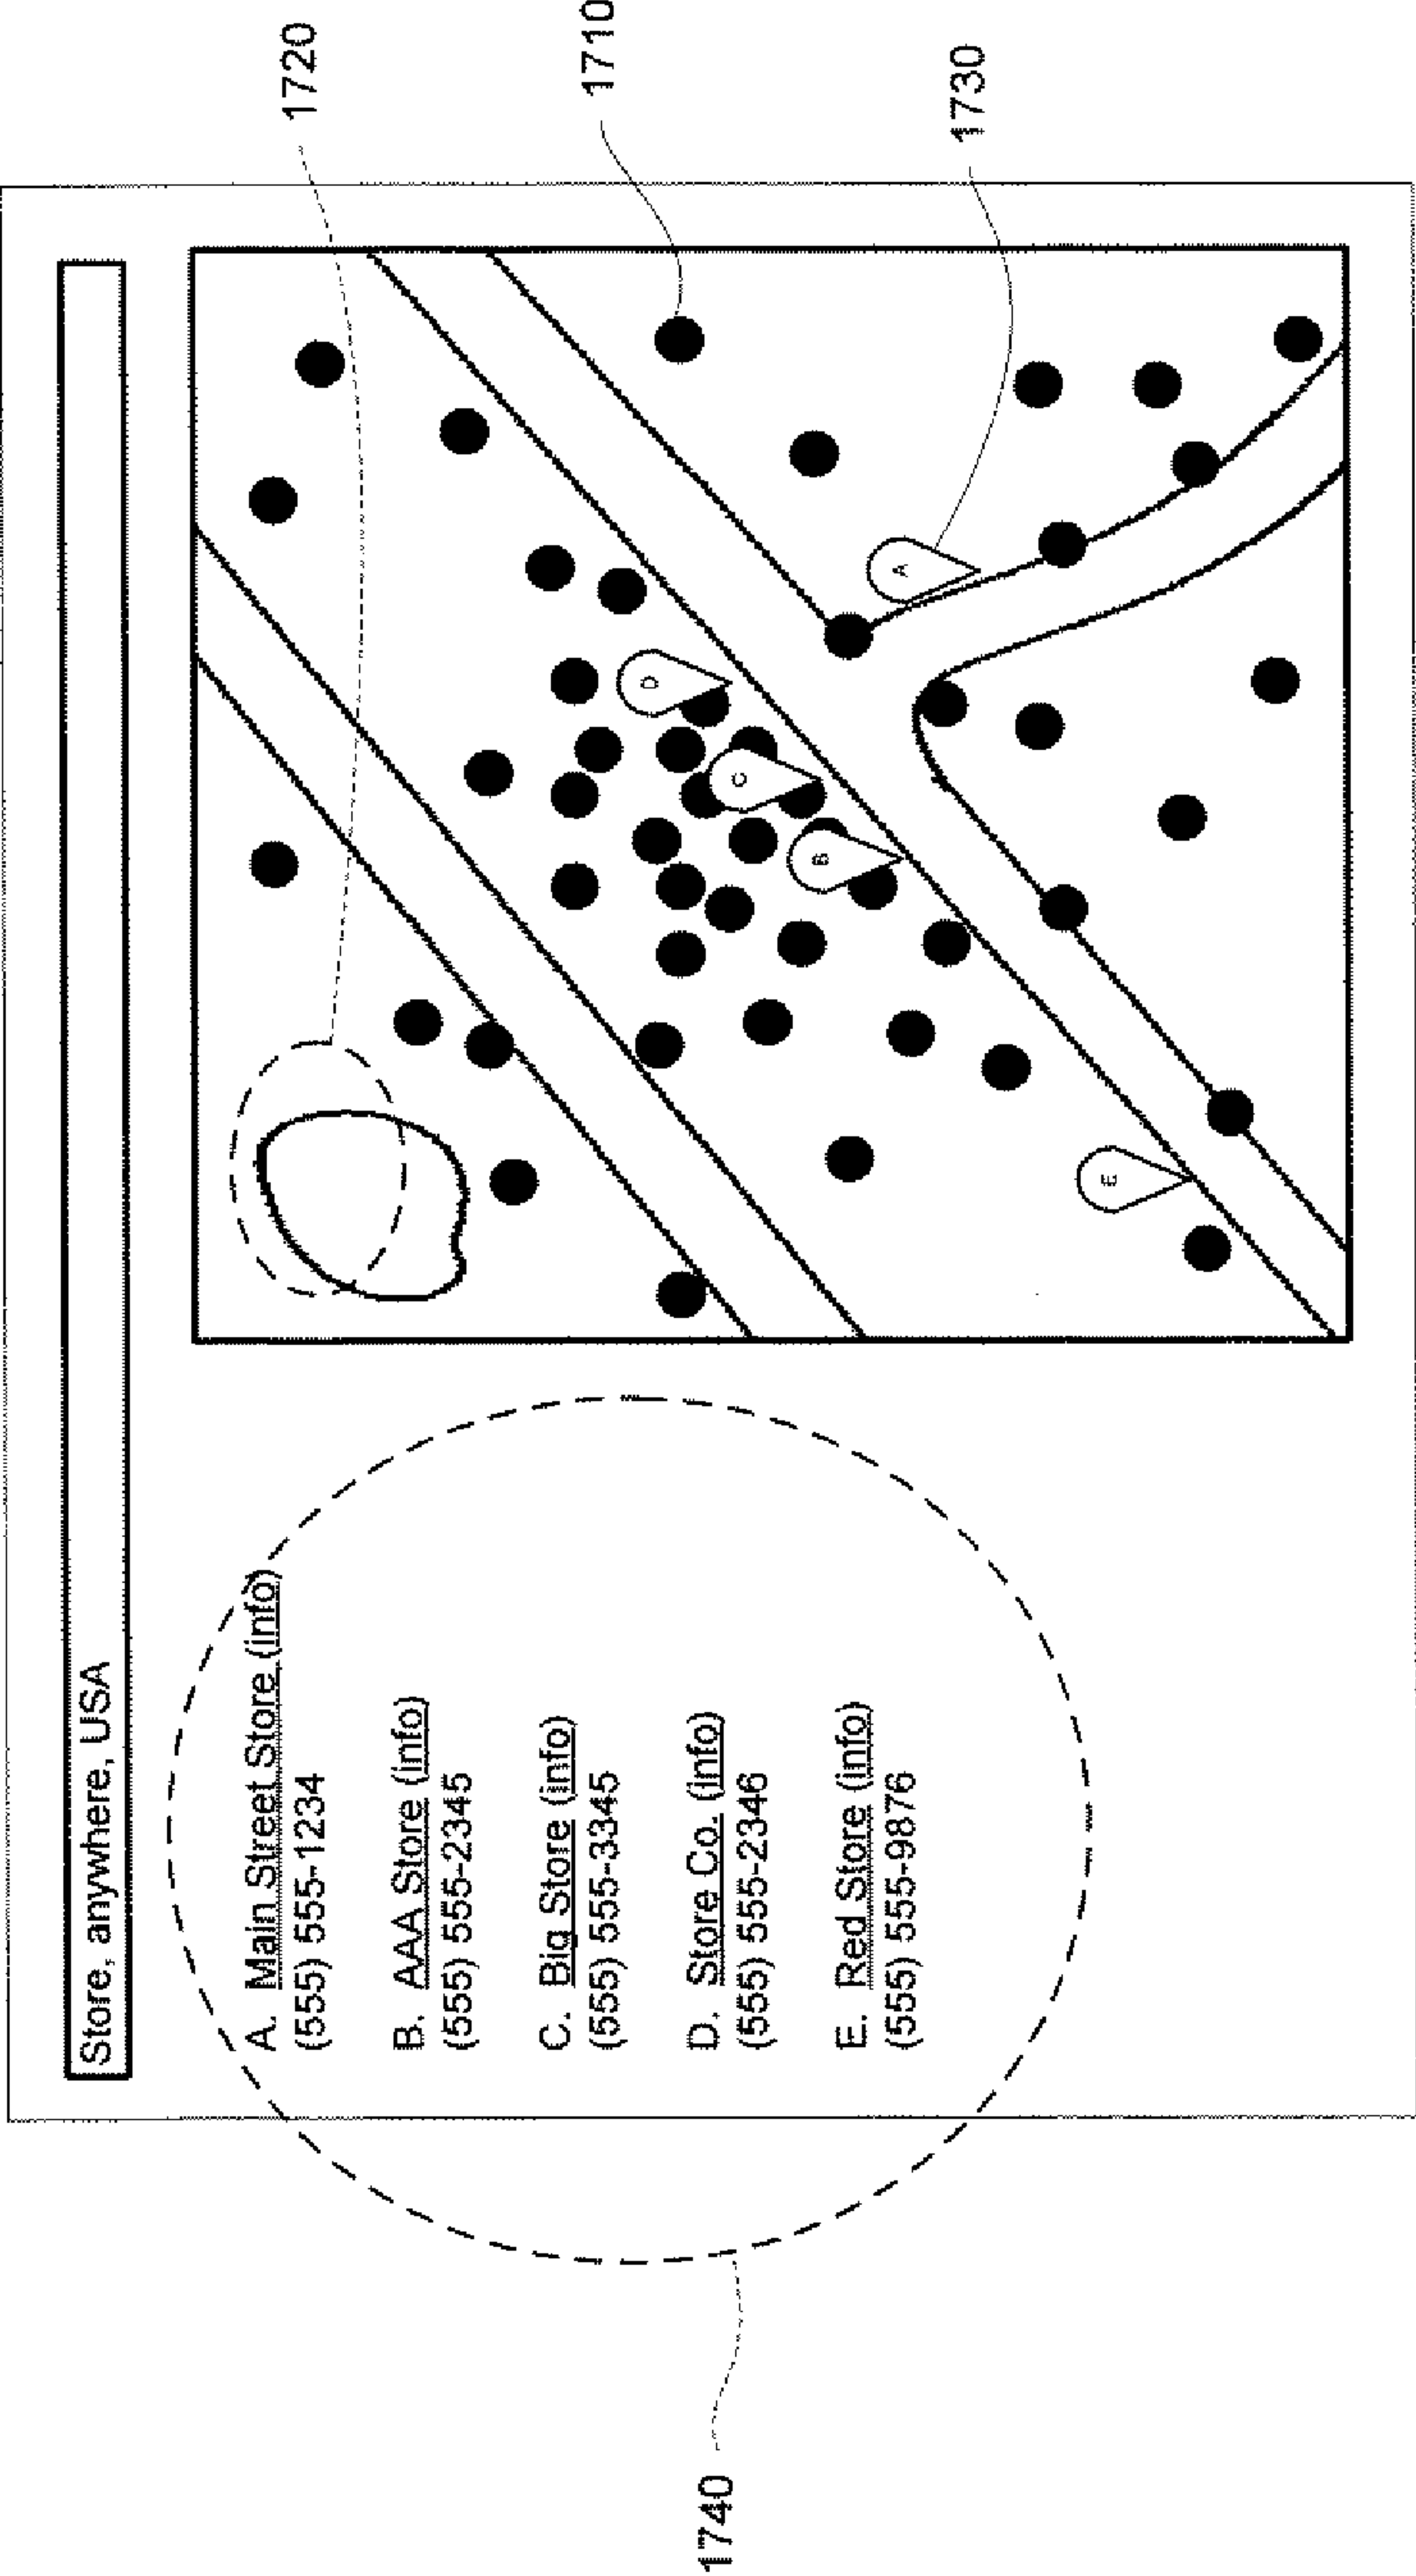 Store, anywhere, USA
A. Main Street Store (info)
(555) 555-1234
B. AAA Store (info)
(555) 555-2345
C. Big Store (info)
(555) 555-3345
D. Store Co. (info)
(555) 555-2346
E. Red Store (info)
(555) 555-9876
1740
1720
1710
1730
D
C
B
A
E